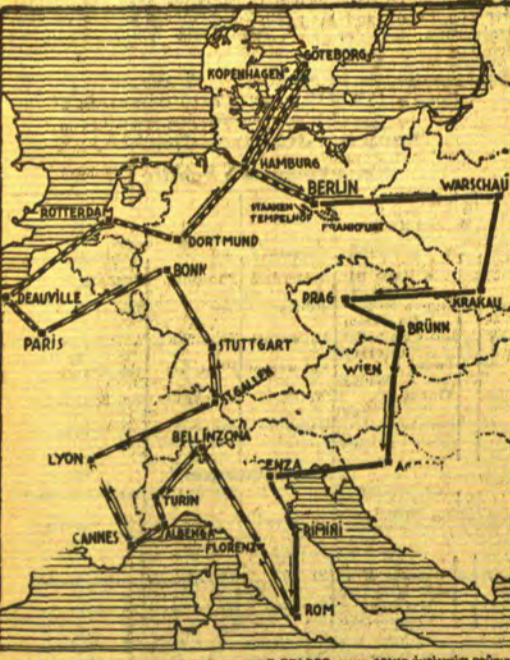 GÖTEBORG
KOPENHAGEN
HAMBURG
BERLIN
WARSCHAU
STAAKEN
TEMPELHOF
FRANKFURT
ROTTERDAM
DORTMUND
BONN
DEAUVILLE
PRAG
KRAKAU
BRÜNN
PARIS
STUTTGART
WIEN
ST.GALLEN
BELLINZONA
LYON
ENZA
A
TURIN
RIMINI
CANNES
ALBENGA
FLORENZ
ROM